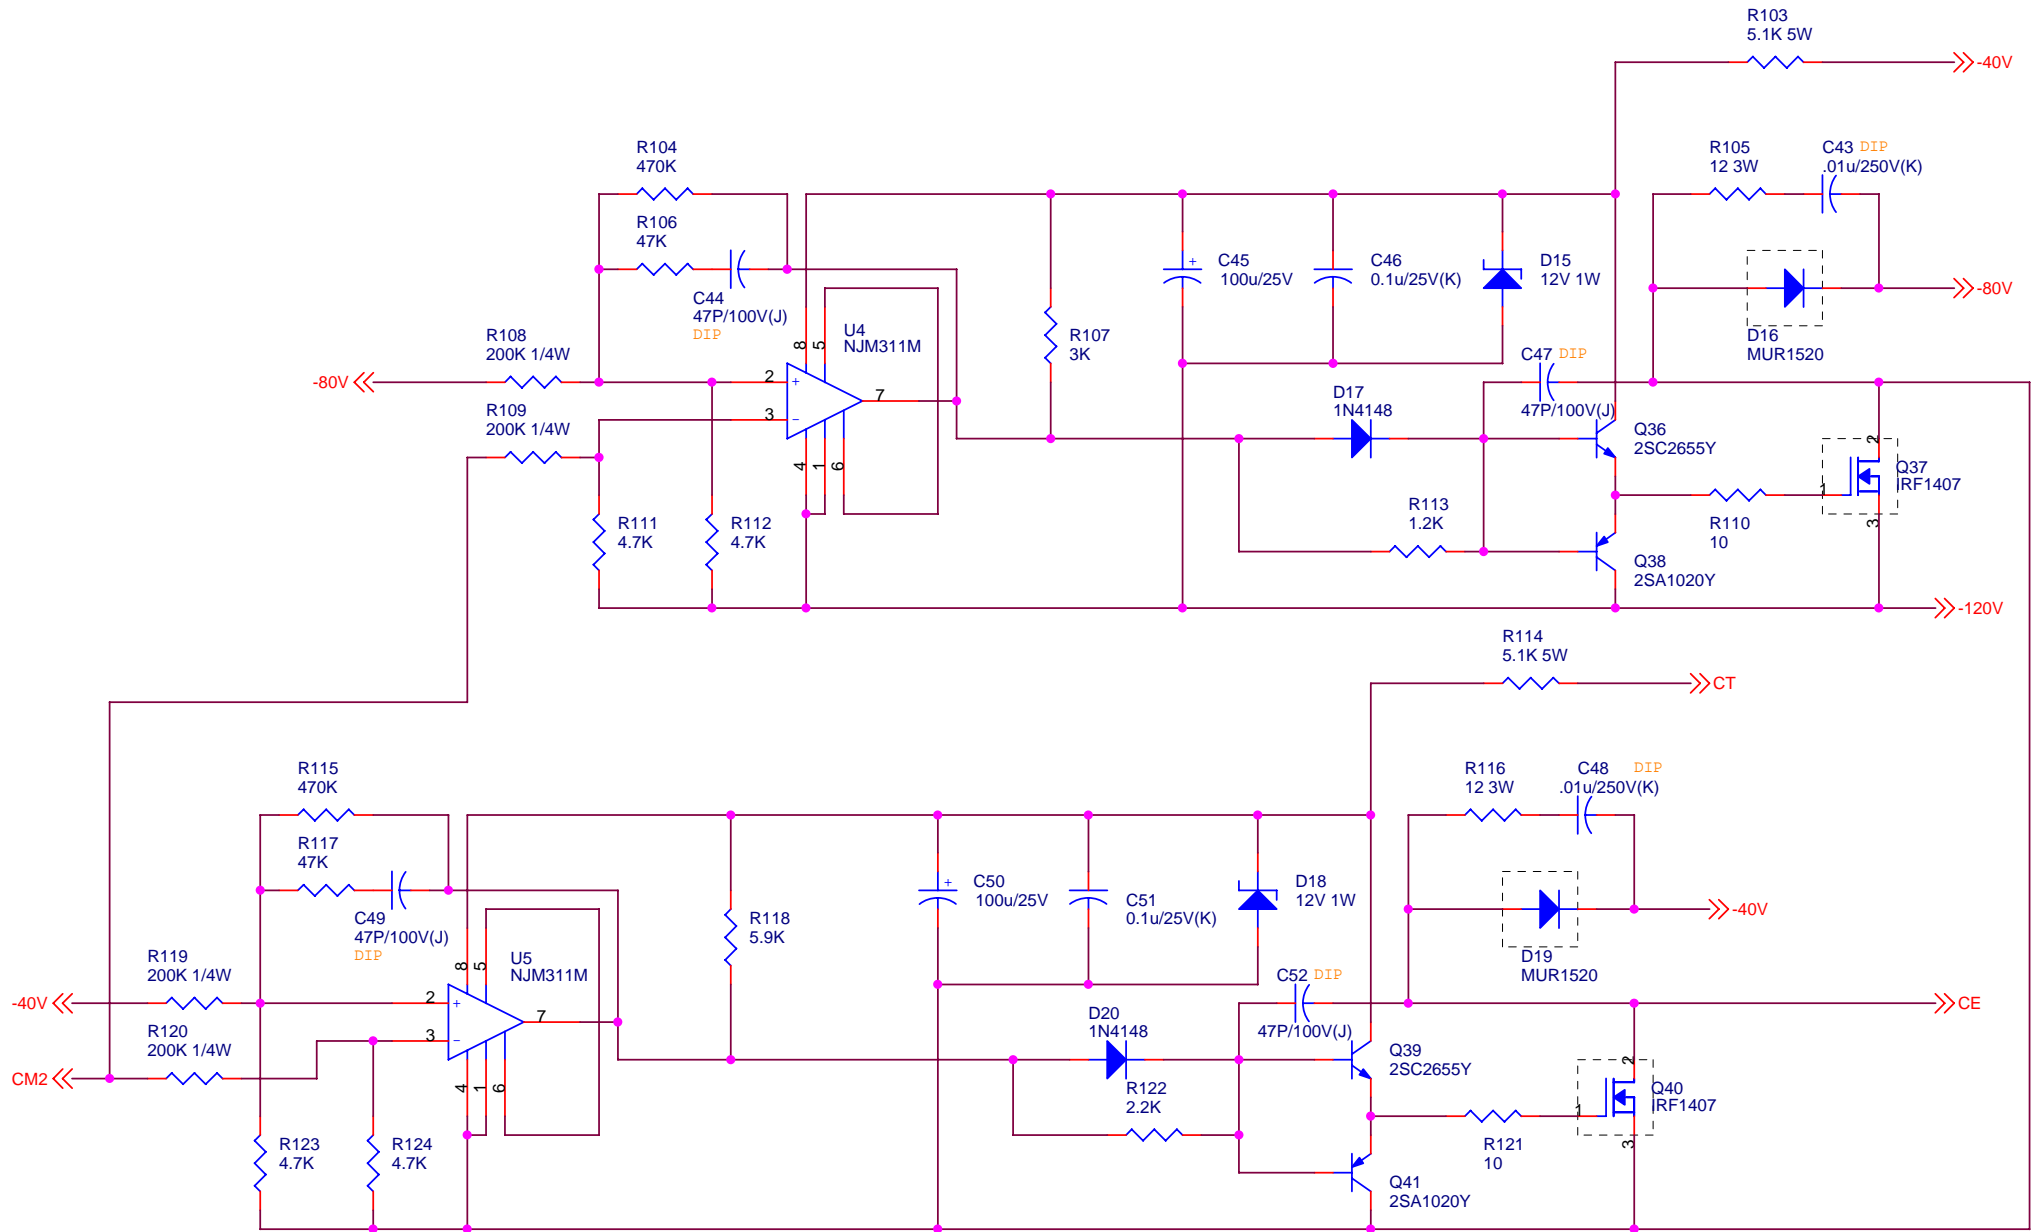 R103
5.1K 5W
-40V
R104
470K
R105
12 3W
C43 DIP
.01u/250V(K)
R106
47K
C44
47P/100V(J)
DIP
C45
100u/25V
C46
0.1u/25V(K)
D15
12V 1W
-80V
D16
MUR1520
R107
3K
R108
200K 1/4W
U4
NJM311M
8
5
-80V
2
+
3
-
7
4
1
6
R109
200K 1/4W
C47 DIP
47P/100V(J)
D17
1N4148
Q36
2SC2655Y
2
Q37
IRF1407
1
3
R111
4.7K
R112
4.7K
R113
1.2K
R110
10
Q38
2SA1020Y
-120V
R114
5.1K 5W
CT
R115
470K
R116
12 3W
C48 DIP
.01u/250V(K)
R117
47K
C49
47P/100V(J)
DIP
C50
100u/25V
C51
0.1u/25V(K)
D18
12V 1W
-40V
D19
MUR1520
R118
5.9K
R119
200K 1/4W
U5
NJM311M
8
5
-40V
2
+
3
-
7
4
1
6
R120
200K 1/4W
CM2
C52 DIP
47P/100V(J)
CE
D20
1N4148
Q39
2SC2655Y
2
Q40
IRF1407
1
3
R122
2.2K
R123
4.7K
R124
4.7K
R121
10
Q41
2SA1020Y